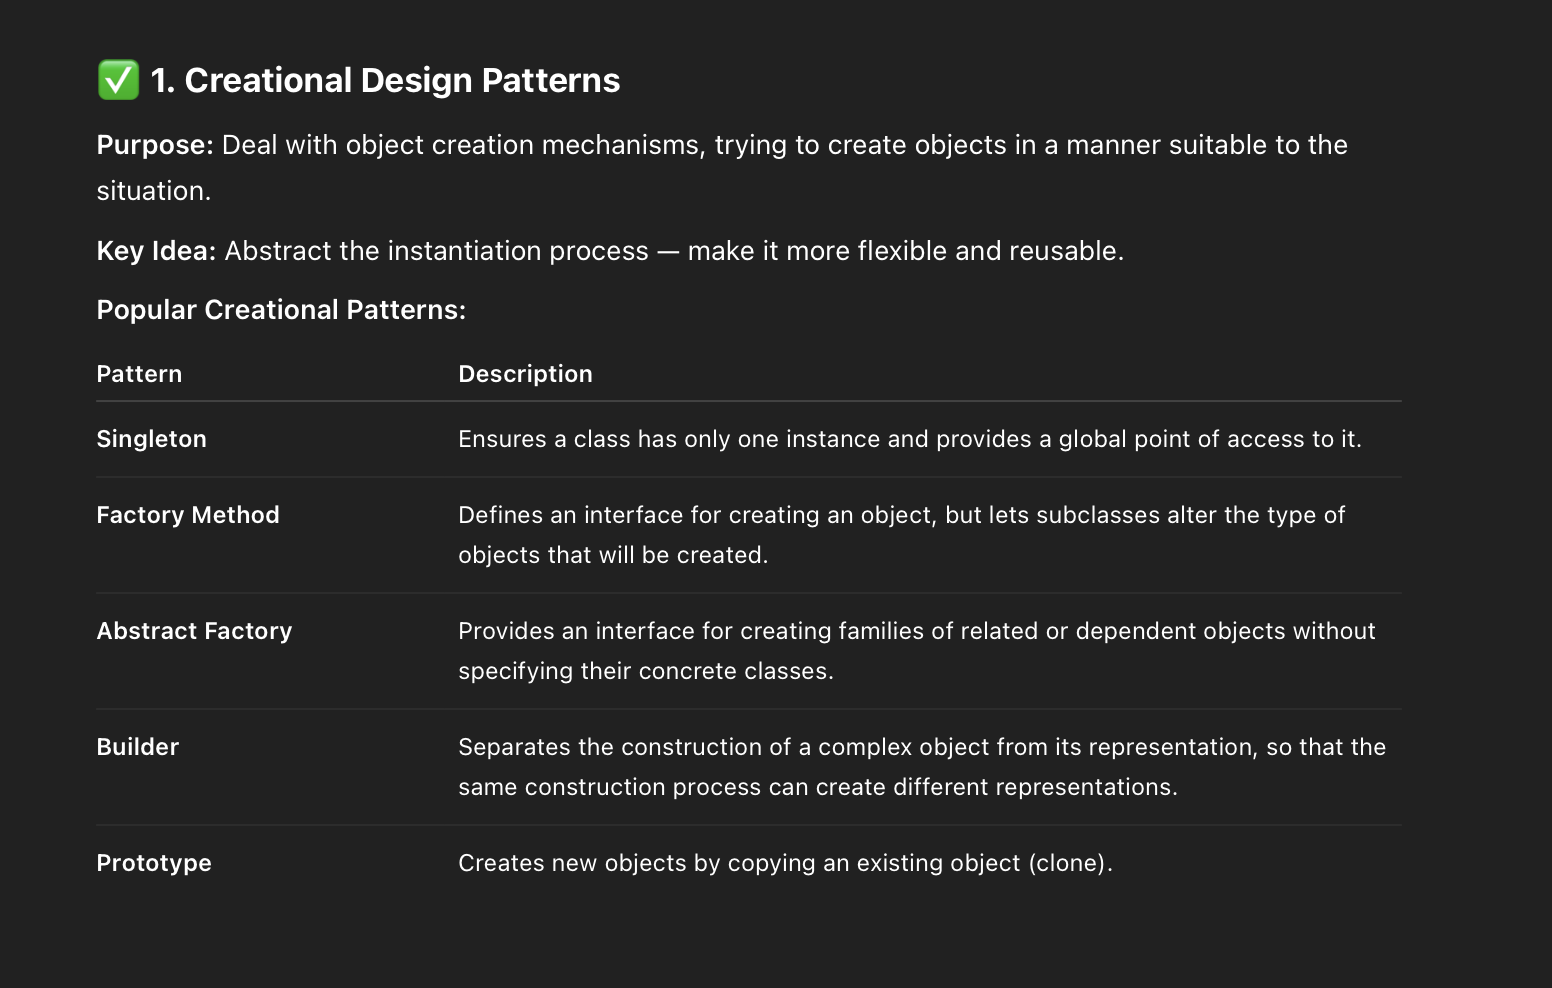 ✅ 1. Creational Design Patterns
Purpose: Deal with object creation mechanisms, trying to create objects in a manner suitable to the
situation.
Key Idea: Abstract the instantiation process — make it more flexible and reusable.
Popular Creational Patterns:
Pattern Description
Singleton Ensures a class has only one instance and provides a global point of access to it.
Factory Method Defines an interface for creating an object, but lets subclasses alter the type of
objects that will be created.
Abstract Factory Provides an interface for creating families of related or dependent objects without
specifying their concrete classes.
Builder Separates the construction of a complex object from its representation, so that the
same construction process can create different representations.
Prototype Creates new objects by copying an existing object (clone).